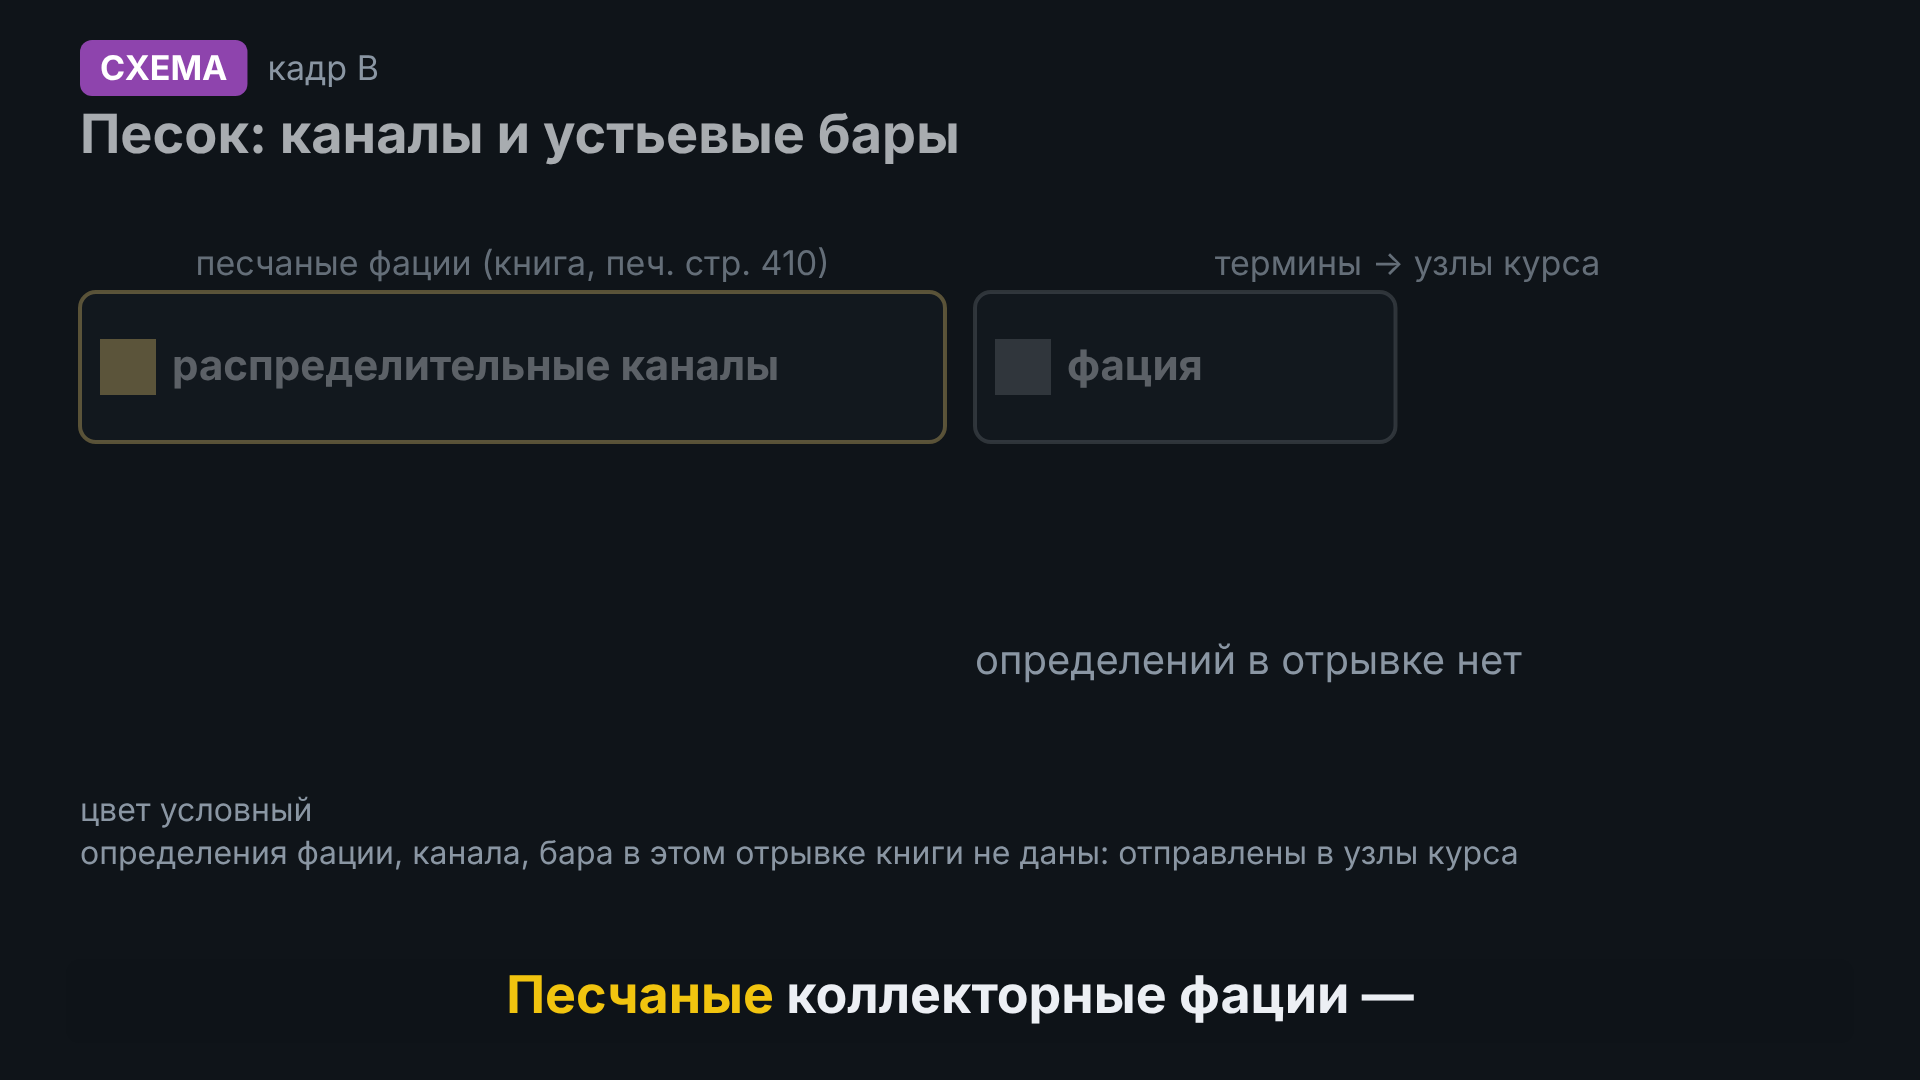 СХЕМА кадр В
Песок: каналы и устьевые бары
песчаные фации (книга, печ. стр. 410)
термины → узлы курса
распределительные каналы
фация
определений в отрывке нет
цвет условный
определения фации, канала, бара в этом отрывке книги не даны: отправлены в узлы курса
Песчаные коллекторные фации —